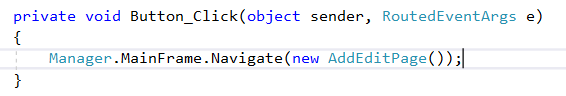 private void Button_Click(object sender, RoutedEventArgs e)
{
Manager.MainFrame.Navigate(new AddEditPage());
}